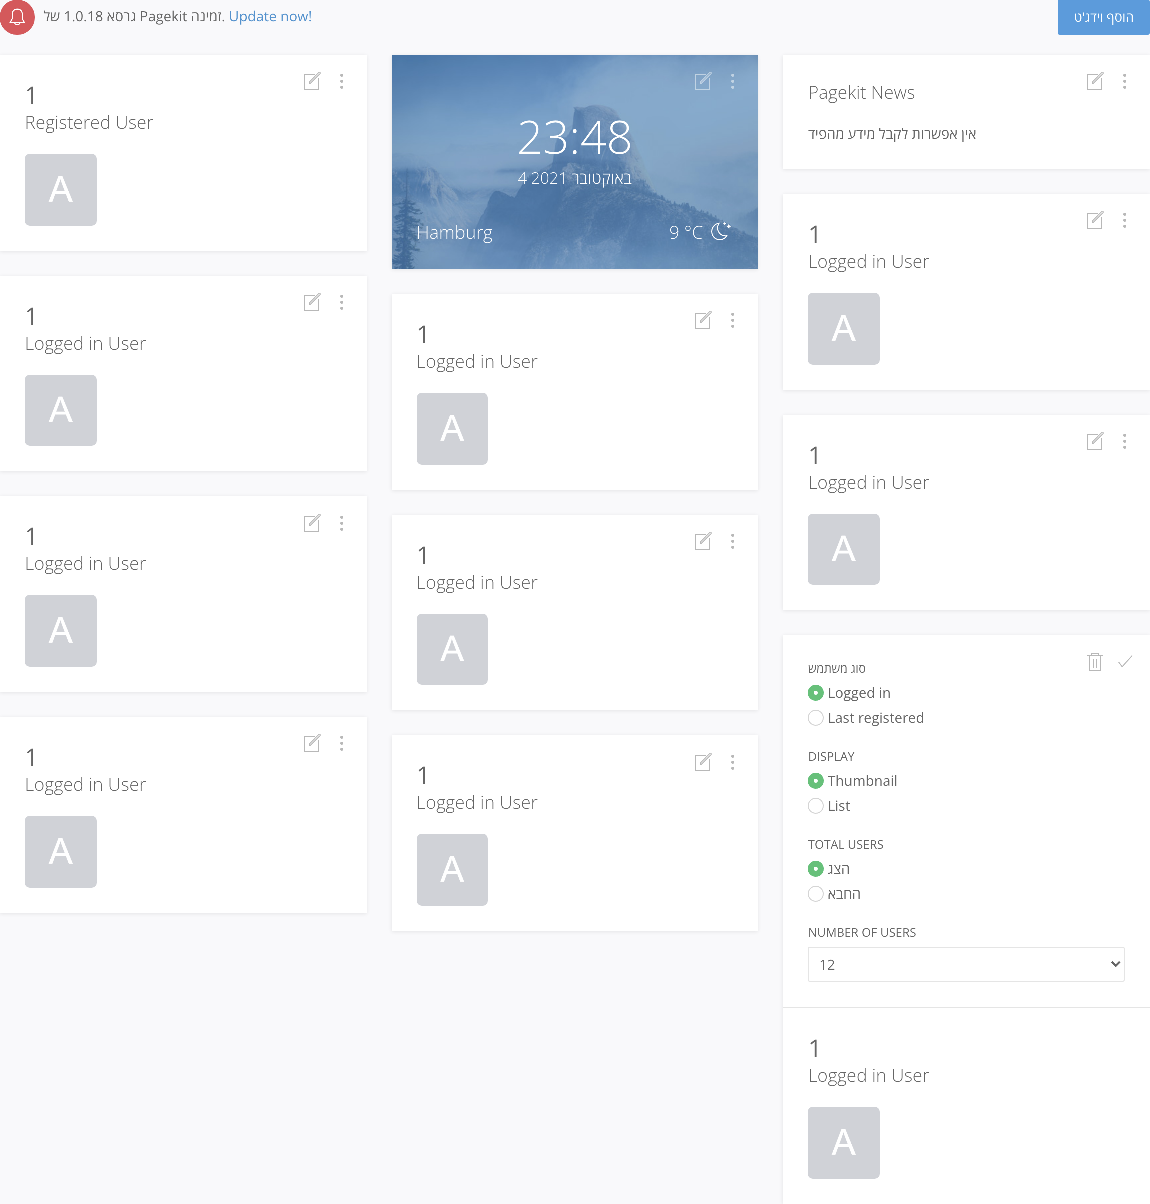 גרסא 1.0.18 של Pagekit זמינה. Update now!
הוסף וידג'ט
1
Registered User
A
1
Logged in User
A
1
Logged in User
A
1
Logged in User
A
23:48
4 באוקטובר 2021
Hamburg
9 °C
1
Logged in User
A
1
Logged in User
A
1
Logged in User
A
Pagekit News
אין אפשרות לקבל מידע מהפיד
1
Logged in User
A
1
Logged in User
A
סוג משתמש
Logged in
Last registered
DISPLAY
Thumbnail
List
TOTAL USERS
הצג
החבא
NUMBER OF USERS
12
1
Logged in User
A